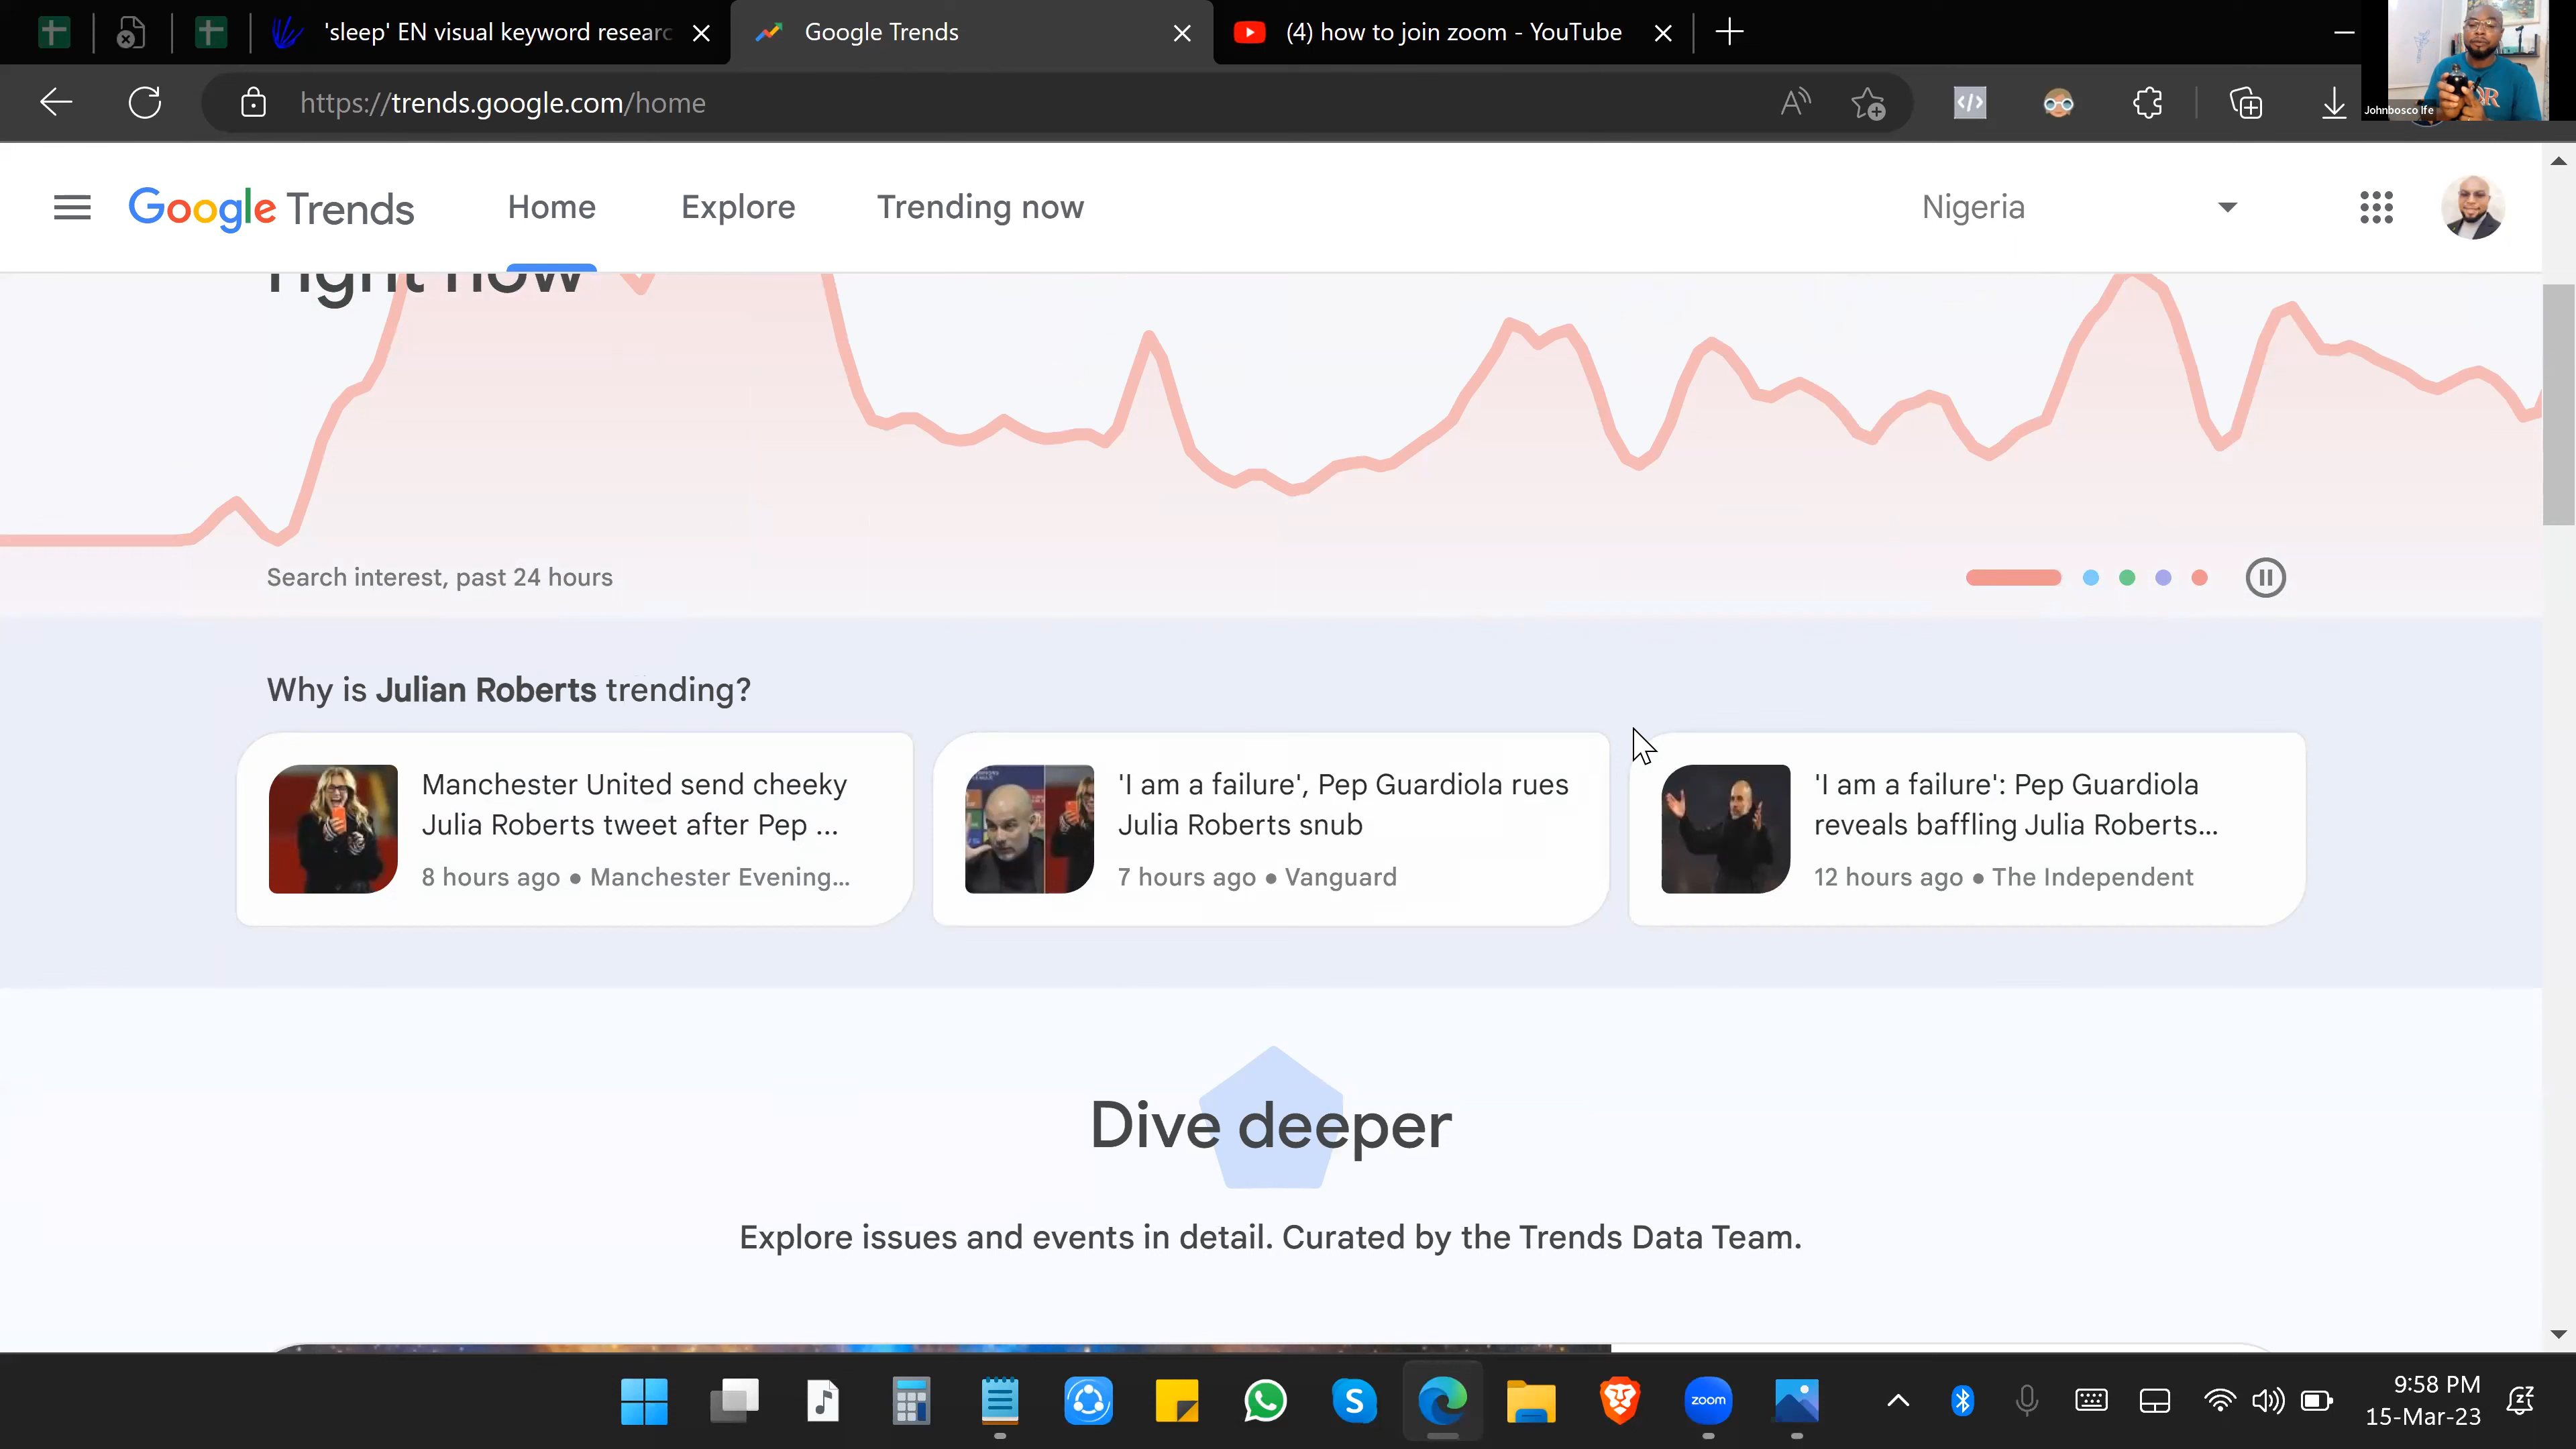 'sleep' EN visual keyword researc
Google Trends
(4) how to join zoom - YouTube
https://trends.google.com/home
Johnbosco Ife
Google Trends
Home
Explore
Trending now
Nigeria
right now
Search interest, past 24 hours
Why is Julian Roberts trending?
Manchester United send cheeky
Julia Roberts tweet after Pep ...
8 hours ago ● Manchester Evening...
'I am a failure', Pep Guardiola rues
Julia Roberts snub
7 hours ago ● Vanguard
'I am a failure': Pep Guardiola
reveals baffling Julia Roberts...
12 hours ago ● The Independent
Dive deeper
Explore issues and events in detail. Curated by the Trends Data Team.
zoom
9:58 PM
15-Mar-23